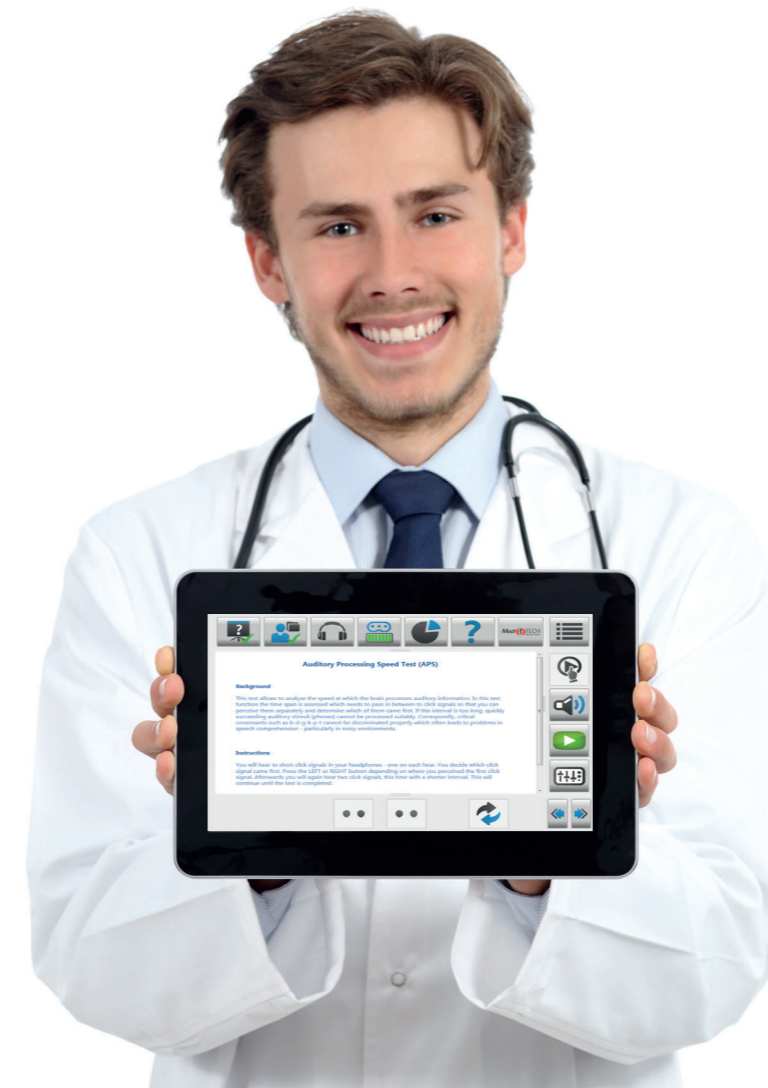 MediTECH
Auditory Processing Speed Test (APS)
Background
This test allows to analyze the speed at which the brain processes auditory information. In this test
function the time span is assessed which needs to pass in between to click signals so that you can
perceive them separately and determine which of them came first. If this interval is too long, quickly
succeeding auditory stimuli (phones) cannot be processed suitably. Correspondingly, critical
consonants such as b-d-g-k-p-t cannot be discriminated properly which often leads to problems in
speech comprehension - particularly in noisy environments.
Instructions
You will hear to short click signals in your headphones - one on each hear. You decide which click
signal came first. Press the LEFT or RIGHT button depending on where you perceived the first click
signal. Afterwards you will again hear two click signals, this time with a shorter interval. This will
continue until the test is completed.